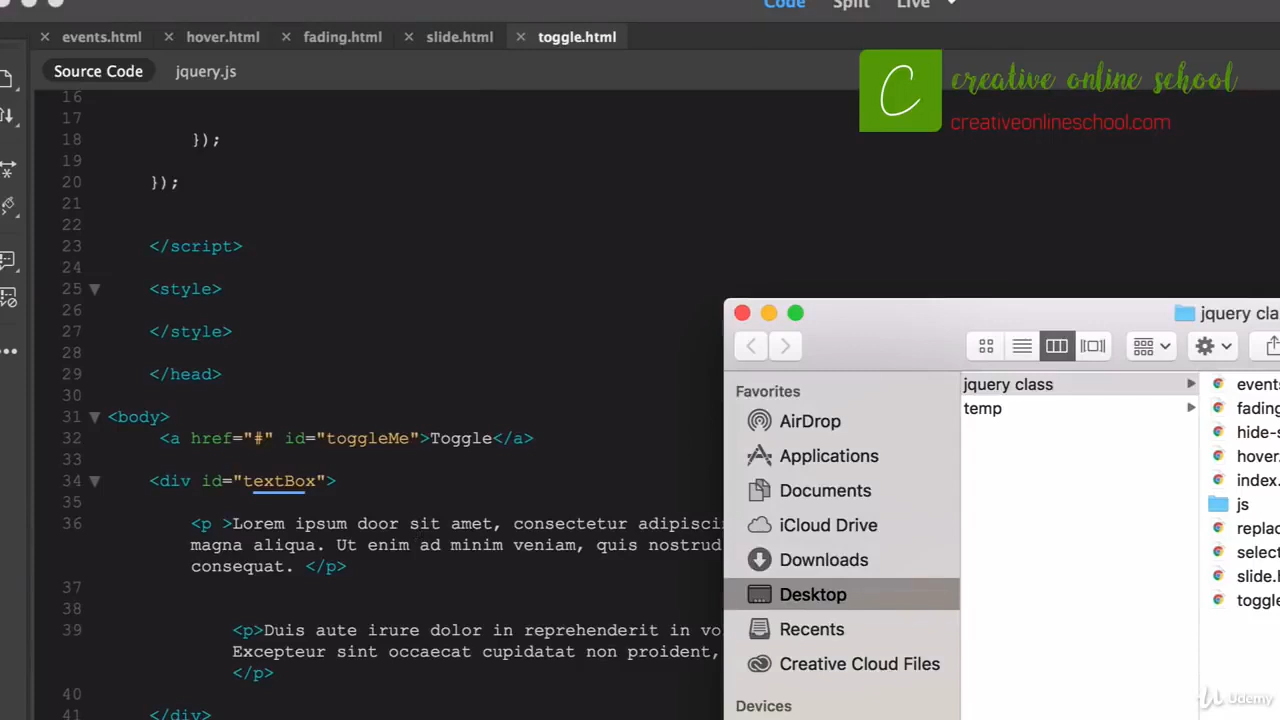 Code Split Live
events.html hover.html fading.html slide.html toggle.html
Source Code jquery.js
C creative online school
creativeonlineschool.com
16
17
18 });
19
20 });
21
22
23 </script>
24
25 <style>
26
27 </style>
28
29 </head>
30
31 <body>
32 <a href="#" id="toggleMe">Toggle</a>
33
34 <div id="textBox">
35
36 <p >Lorem ipsum door sit amet, consectetur adipiscin
magna aliqua. Ut enim ad minim veniam, quis nostrud
consequat. </p>
37
38
39 <p>Duis aute irure dolor in reprehenderit in vo
Excepteur sint occaecat cupidatat non proident,
</p>
40
41 </div>
jquery cla
Favorites
AirDrop
Applications
Documents
iCloud Drive
Downloads
Desktop
Recents
Creative Cloud Files
Devices
jquery class
temp
events
fading
hide-s
hover.
index.
js
replac
select
slide.h
toggle
Udemy